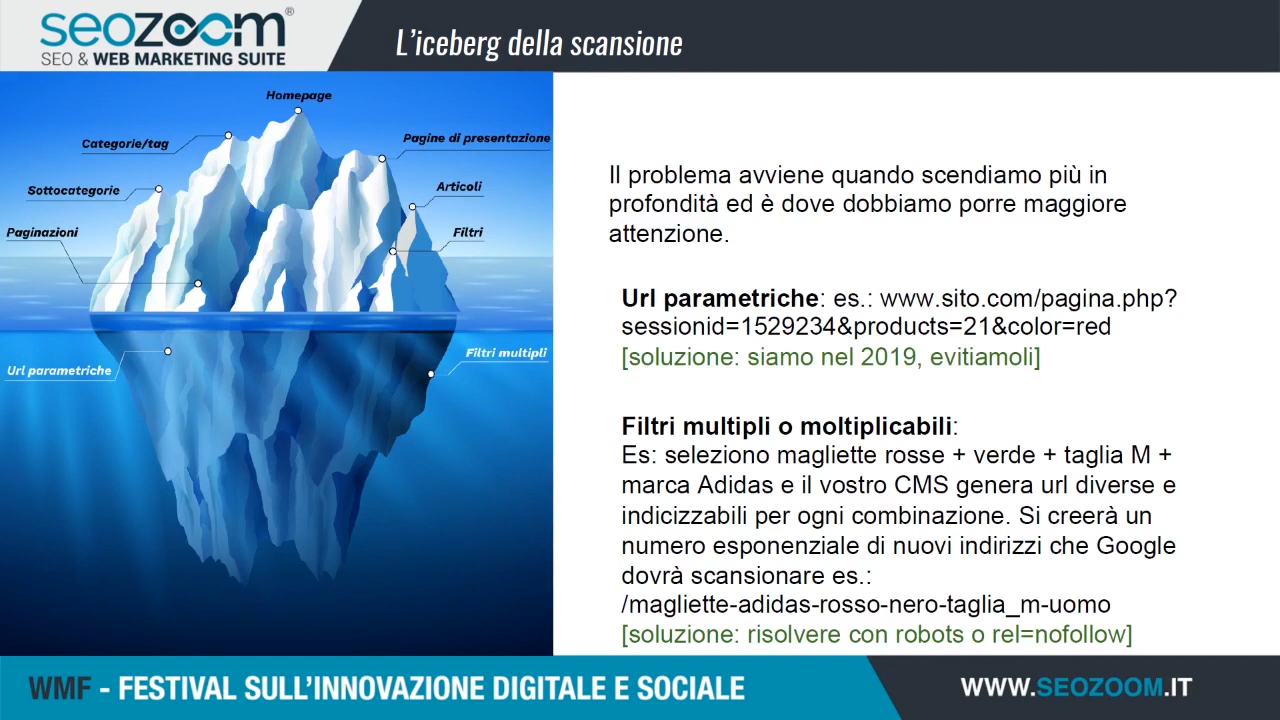 seozoom®
SEO & WEB MARKETING SUITE
L'iceberg della scansione
Homepage
Categorie/tag
Pagine di presentazione
Sottocategorie
Articoli
Paginazioni
Filtri
Url parametriche
Filtri multipli
Il problema avviene quando scendiamo più in
profondità ed è dove dobbiamo porre maggiore
attenzione.
Url parametriche: es.: www.sito.com/pagina.php?
sessionid=1529234&products=21&color=red
[soluzione: siamo nel 2019, evitiamoli]
Filtri multipli o moltiplicabili:
Es: seleziono magliette rosse + verde + taglia M +
marca Adidas e il vostro CMS genera url diverse e
indicizzabili per ogni combinazione. Si creerà un
numero esponenziale di nuovi indirizzi che Google
dovrà scansionare es.:
/magliette-adidas-rosso-nero-taglia_m-uomo
[soluzione: risolvere con robots o rel=nofollow]
WMF - FESTIVAL SULL'INNOVAZIONE DIGITALE E SOCIALE
WWW.SEOZOOM.IT